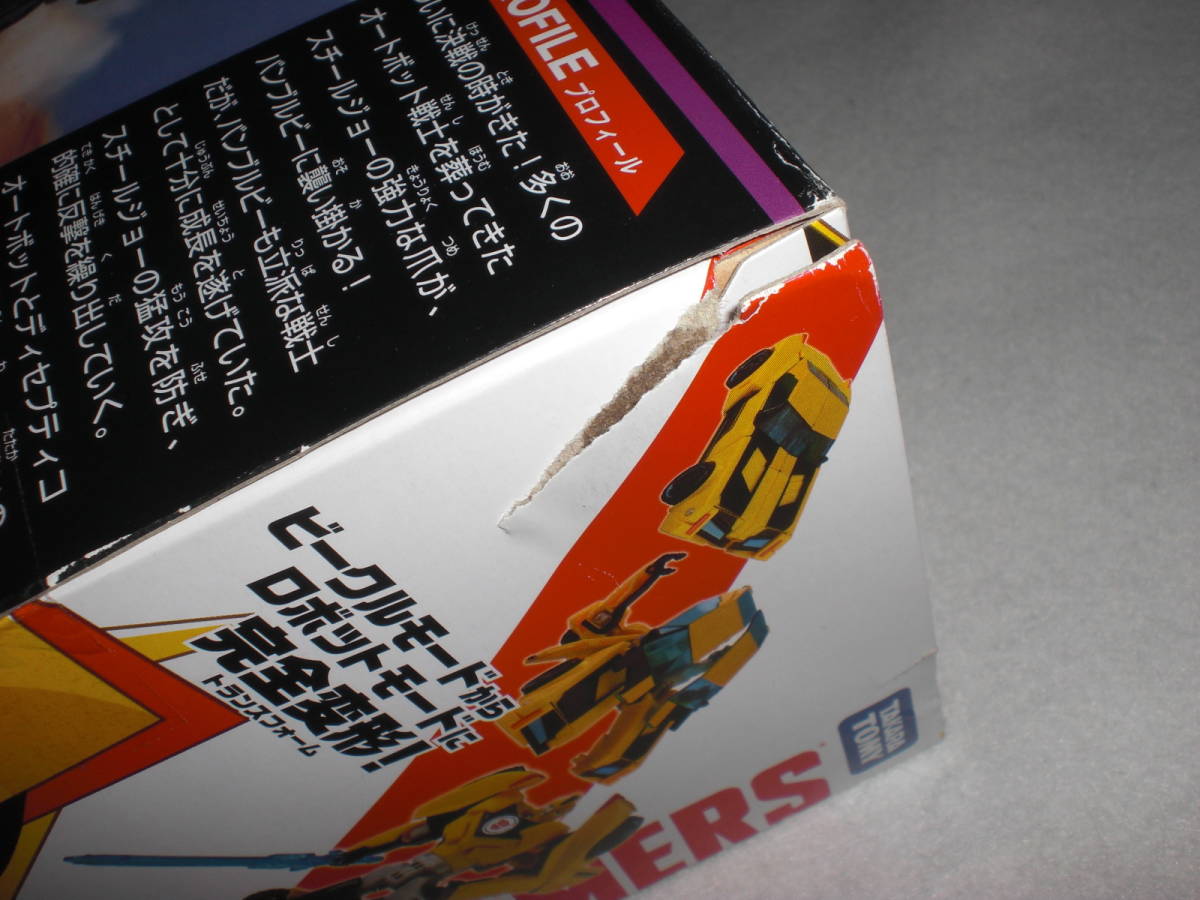 OFILE プロフィール
いに決戦の時がきた！多くの
オートボット戦士を葬ってきた
スチールジョーの強力な爪が、
バンブルビーに襲い掛かる！
だが、バンブルビーも立派な戦士
として十分に成長を遂げていた。
スチールジョーの猛攻を防ぎ、
的確に反撃を繰り出していく。
オートボットとディセプティコ
ビークルモードから
ロボットモードに
完全変形！
トランスフォーム
TAKARA
TOMY
MERS